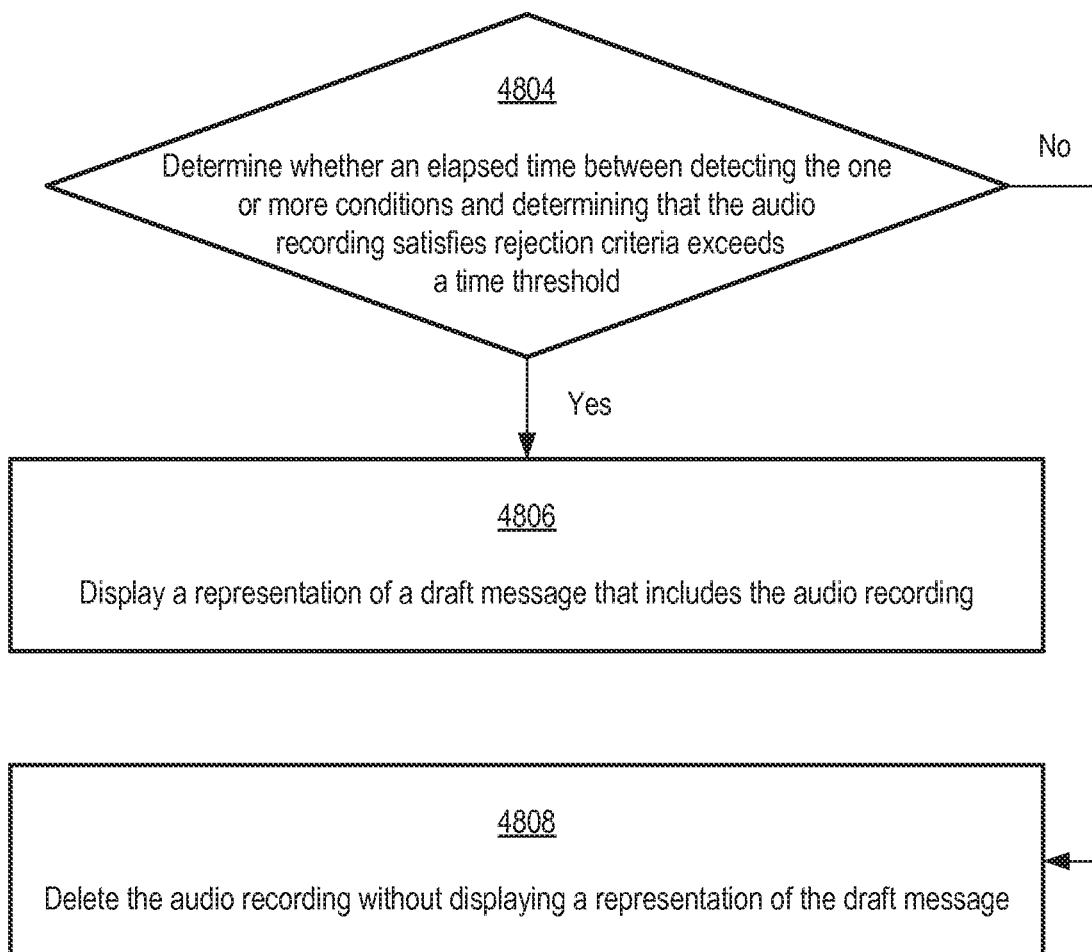 4804
Determine whether an elapsed time between detecting the one
or more conditions and determining that the audio
recording satisfies rejection criteria exceeds
a time threshold
No
Yes
4806
Display a representation of a draft message that includes the audio recording
4808
Delete the audio recording without displaying a representation of the draft message